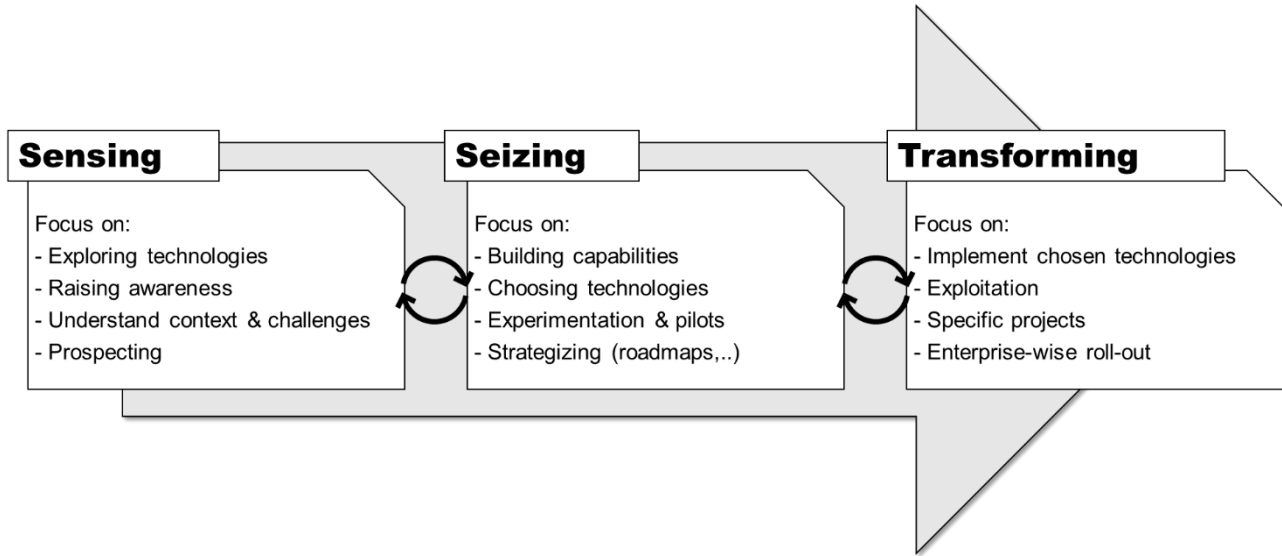 Sensing
Focus on:
- Exploring technologies
- Raising awareness
- Understand context & challenges
- Prospecting
Seizing
Focus on:
- Building capabilities
- Choosing technologies
- Experimentation & pilots
- Strategizing (roadmaps,..)
Transforming
Focus on:
- Implement chosen technologies
- Exploitation
- Specific projects
- Enterprise-wise roll-out